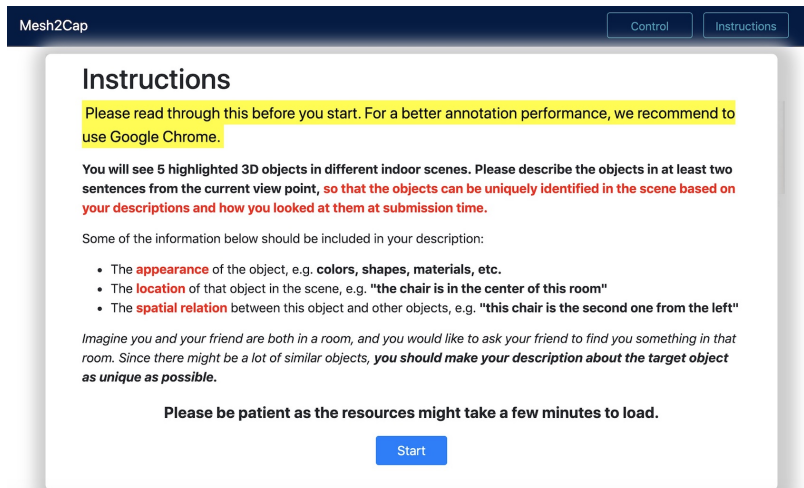 Mesh2Cap
Control
Instructions
Instructions
Please read through this before you start. For a better annotation performance, we recommend to
use Google Chrome.
You will see 5 highlighted 3D objects in different indoor scenes. Please describe the objects in at least two
sentences from the current view point, so that the objects can be uniquely identified in the scene based on
your descriptions and how you looked at them at submission time.
Some of the information below should be included in your description:
• The appearance of the object, e.g. colors, shapes, materials, etc.
• The location of that object in the scene, e.g. "the chair is in the center of this room"
• The spatial relation between this object and other objects, e.g. "this chair is the second one from the left"
Imagine you and your friend are both in a room, and you would like to ask your friend to find you something in that
room. Since there might be a lot of similar objects, you should make your description about the target object
as unique as possible.
Please be patient as the resources might take a few minutes to load.
Start